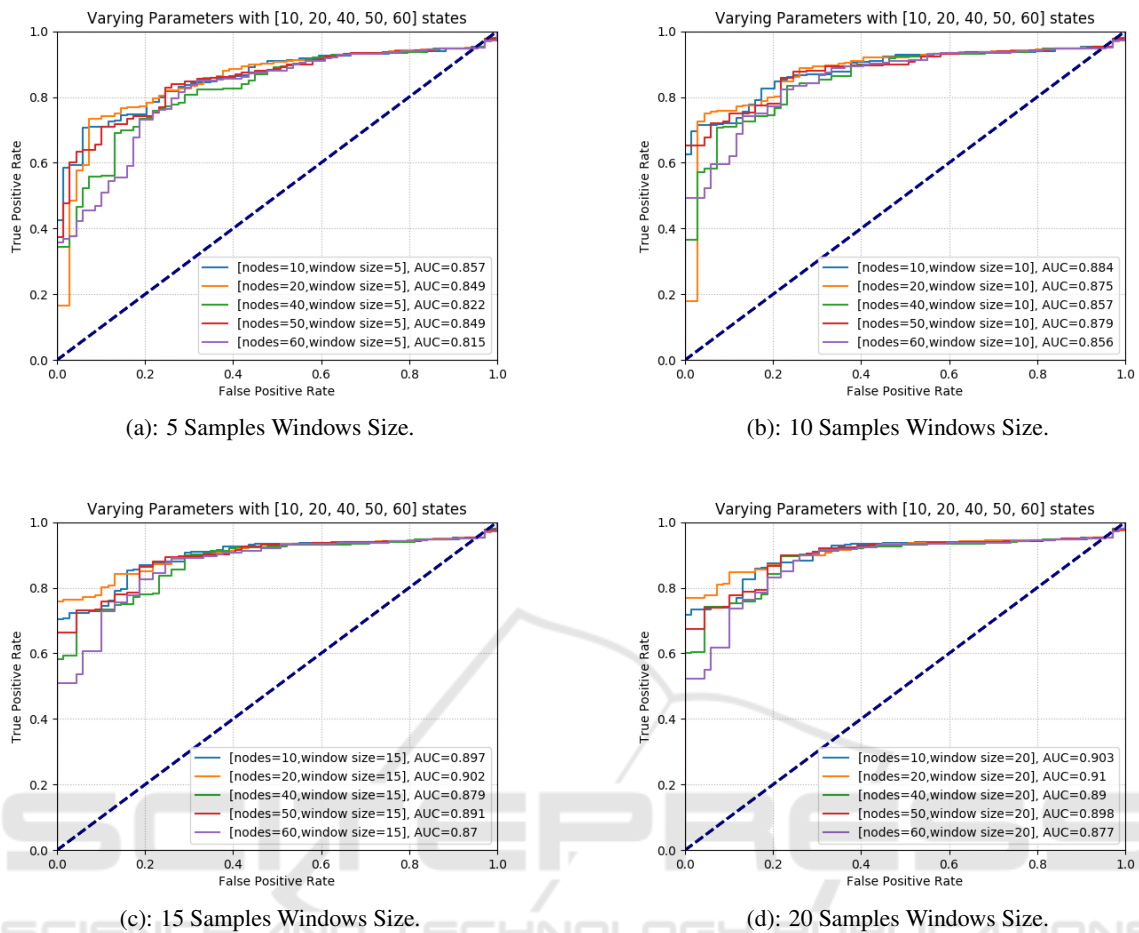 Varying Parameters with [10, 20, 40, 50, 60] states
1.0
0.8
0.6
0.4
0.2
0.0
True Positive Rate
[nodes=10,window size=5], AUC=0.857
[nodes=20,window size=5], AUC=0.849
[nodes=40,window size=5], AUC=0.822
[nodes=50,window size=5], AUC=0.849
[nodes=60,window size=5], AUC=0.815
0.0 0.2 0.4 0.6 0.8 1.0
False Positive Rate
(a): 5 Samples Windows Size.
Varying Parameters with [10, 20, 40, 50, 60] states
1.0
0.8
0.6
0.4
0.2
0.0
True Positive Rate
[nodes=10,window size=10], AUC=0.884
[nodes=20,window size=10], AUC=0.875
[nodes=40,window size=10], AUC=0.857
[nodes=50,window size=10], AUC=0.879
[nodes=60,window size=10], AUC=0.856
0.0 0.2 0.4 0.6 0.8 1.0
False Positive Rate
(b): 10 Samples Windows Size.
Varying Parameters with [10, 20, 40, 50, 60] states
1.0
0.8
0.6
0.4
0.2
0.0
True Positive Rate
[nodes=10,window size=15], AUC=0.897
[nodes=20,window size=15], AUC=0.902
[nodes=40,window size=15], AUC=0.879
[nodes=50,window size=15], AUC=0.891
[nodes=60,window size=15], AUC=0.87
0.0 0.2 0.4 0.6 0.8 1.0
False Positive Rate
(c): 15 Samples Windows Size.
Varying Parameters with [10, 20, 40, 50, 60] states
1.0
0.8
0.6
0.4
0.2
0.0
True Positive Rate
[nodes=10,window size=20], AUC=0.903
[nodes=20,window size=20], AUC=0.91
[nodes=40,window size=20], AUC=0.89
[nodes=50,window size=20], AUC=0.898
[nodes=60,window size=20], AUC=0.877
0.0 0.2 0.4 0.6 0.8 1.0
False Positive Rate
(d): 20 Samples Windows Size.
SCITEPRESS
SCIENCE AND TECHNOLOGY PUBLICATIONS